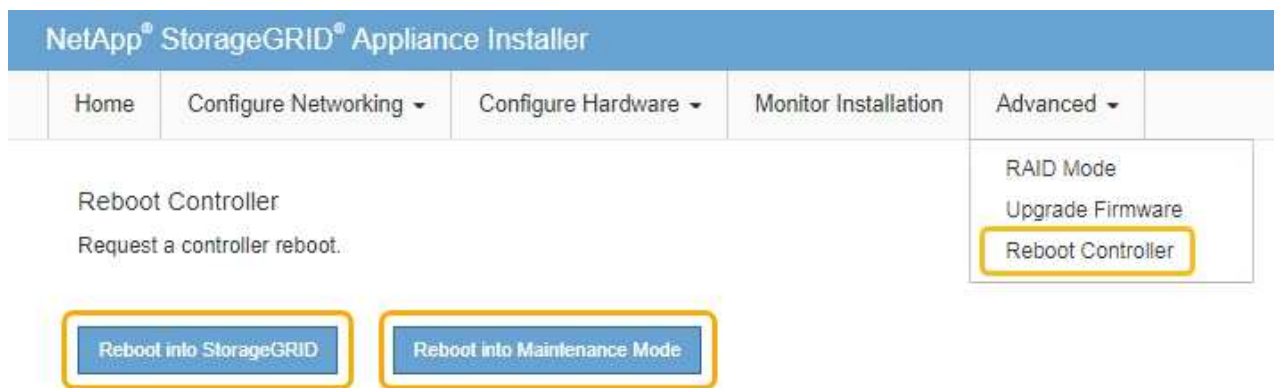 NetApp® StorageGRID® Appliance Installer
Home Configure Networking Configure Hardware Monitor Installation Advanced
RAID Mode
Upgrade Firmware
Reboot Controller
Reboot Controller
Request a controller reboot.
Reboot into StorageGRID Reboot into Maintenance Mode